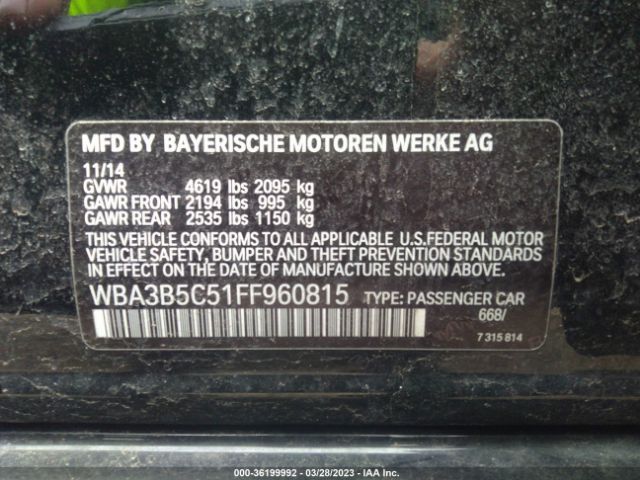 MFD BY BAYERISCHE MOTOREN WERKE AG
11/14
GVWR 4619 lbs 2095 kg
GAWR FRONT 2194 lbs 995 kg
GAWR REAR 2535 lbs 1150 kg
THIS VEHICLE CONFORMS TO ALL APPLICABLE U.S.FEDERAL MOTOR
VEHICLE SAFETY, BUMPER AND THEFT PREVENTION STANDARDS
IN EFFECT ON THE DATE OF MANUFACTURE SHOWN ABOVE.
WBA3B5C51FF960815 TYPE: PASSENGER CAR
668/
7 315 814
000-36199992 — 03/28/2023 — IAA Inc.